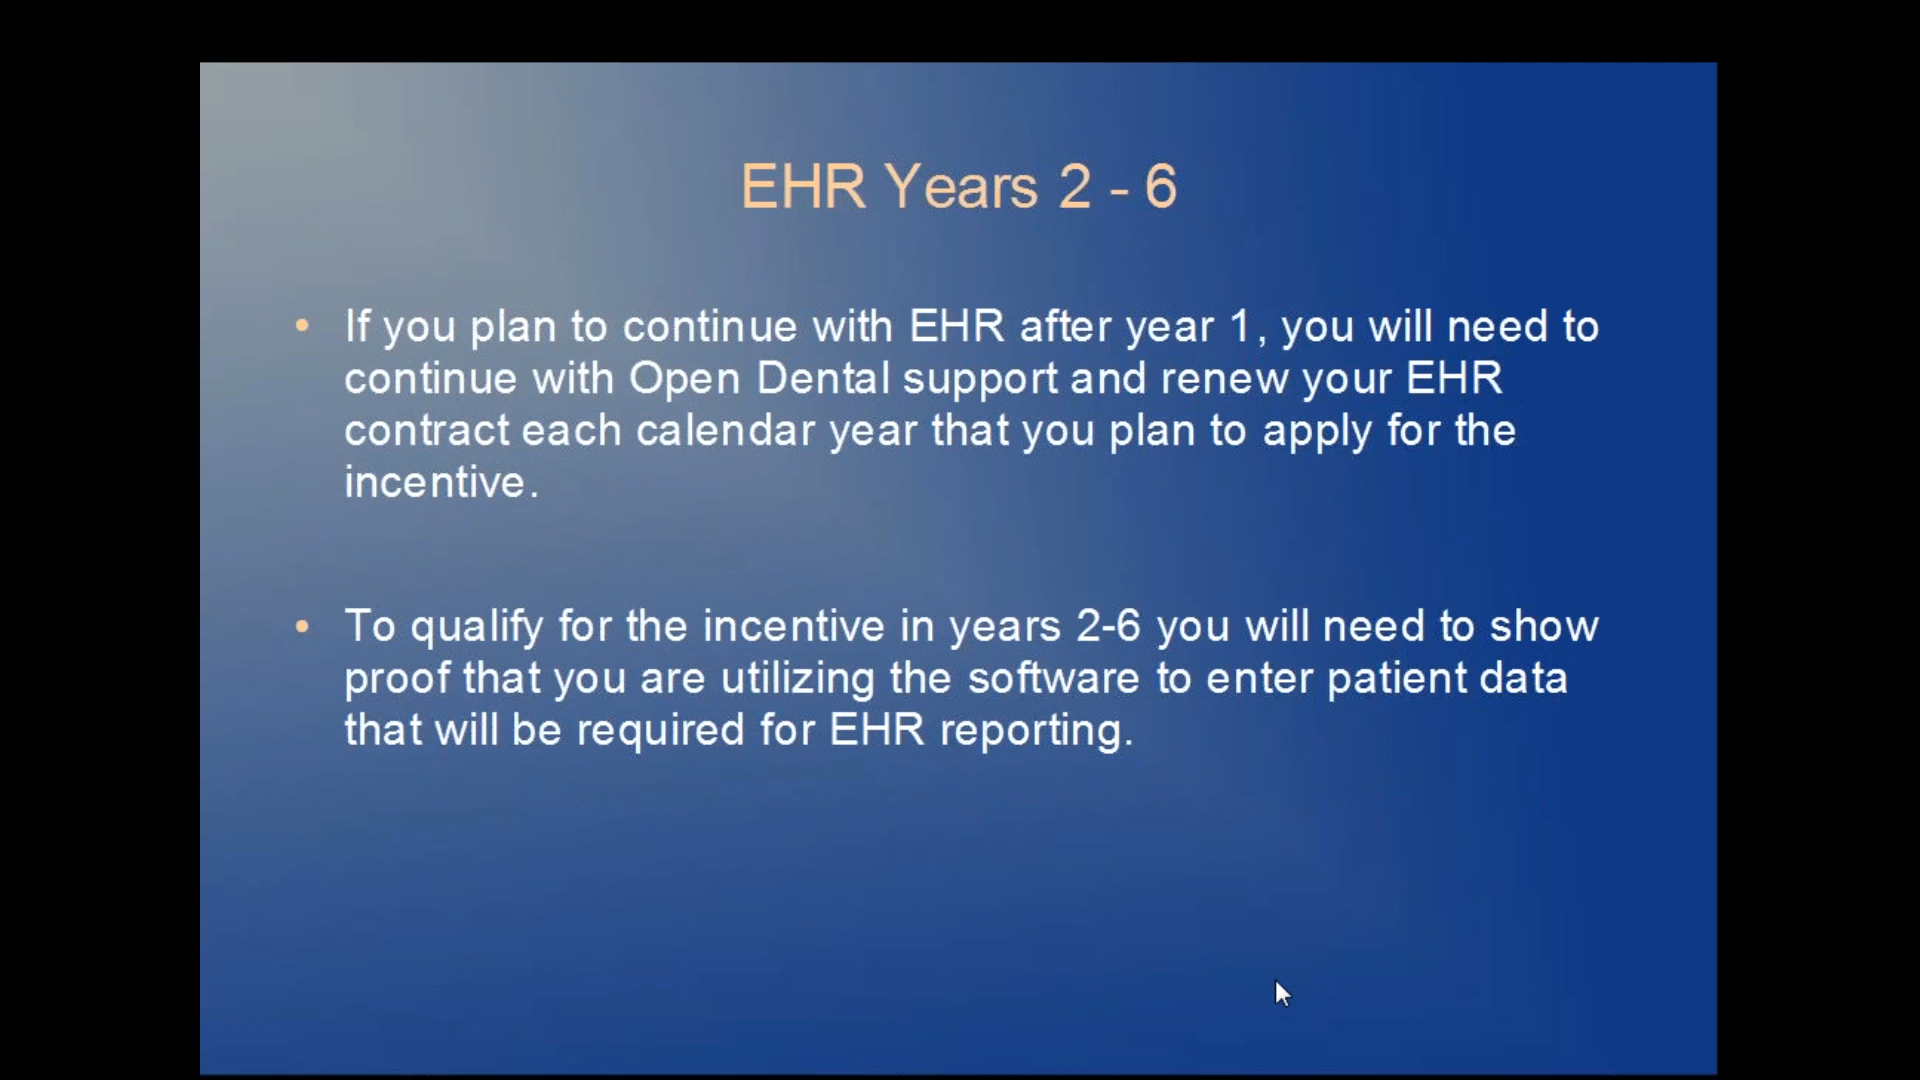 EHR Years 2 - 6
• If you plan to continue with EHR after year 1, you will need to
continue with Open Dental support and renew your EHR
contract each calendar year that you plan to apply for the
incentive.
• To qualify for the incentive in years 2-6 you will need to show
proof that you are utilizing the software to enter patient data
that will be required for EHR reporting.